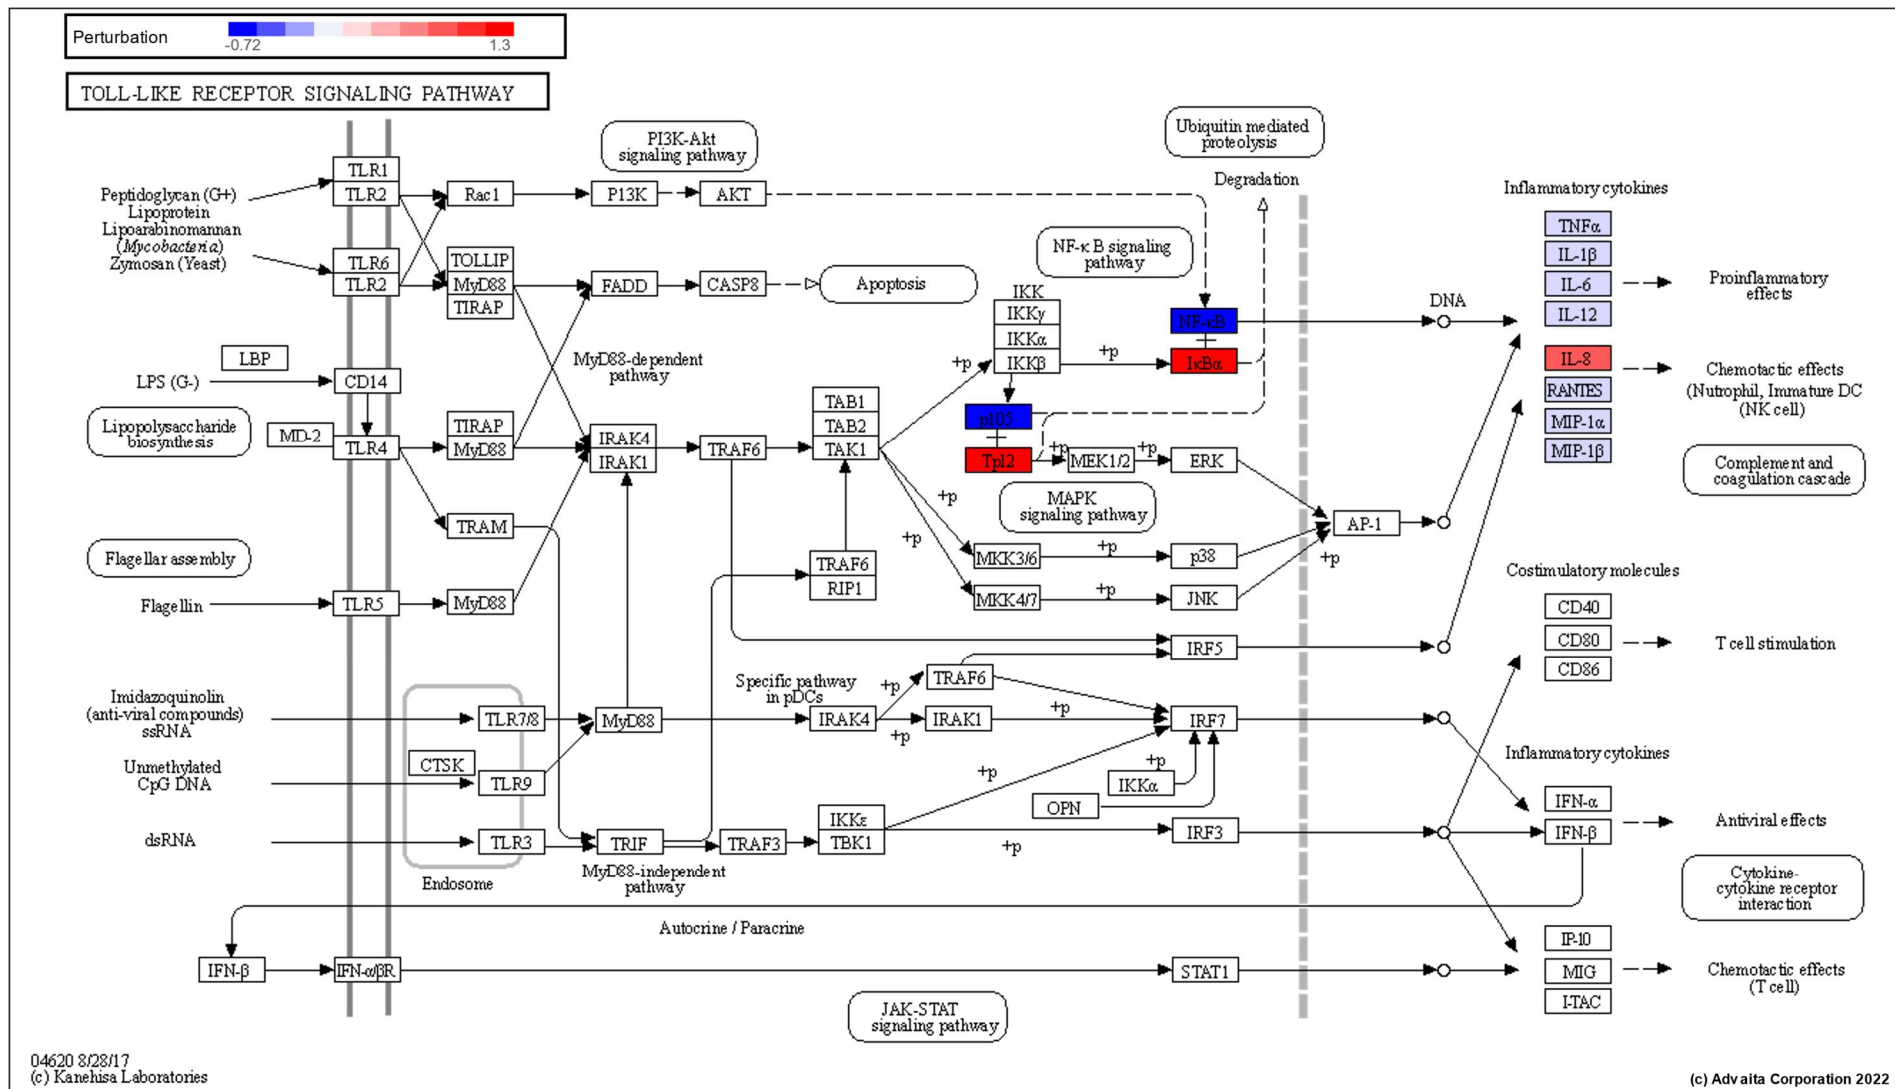 Perturbation
-0.72
1.3
TOLL-LIKE RECEPTOR SIGNALING PATHWAY
PI3K-Akt
signaling pathway
Ubiquitin mediated
proteolysis
Degradation
Inflammatory cytokines
Peptidoglycan (G+)
Lipoprotein
Lipoarabinomannan
(Mycobacteria)
Zymosan (Yeast)
TLR1
TLR2
Rac1
P13K
AKT
TLR6
TLR2
TOLLIP
MyD88
TIRAP
FADD
CASP8
Apoptosis
NF-κB signaling
pathway
IKK
IKKγ
IKKα
IKKβ
+p
+p
NF-κB
IκBα
DNA
TNFα
IL-1β
IL-6
IL-12
Proinflammatory
effects
IL-8
RANTES
MIP-1α
MIP-1β
Chemotactic effects
(Nutrophil, Immature DC
(NK cell)
LBP
LPS (G-)
CD14
MyD88-dependent
pathway
Lipopolysaccharide
biosynthesis
MD-2
TLR4
TIRAP
MyD88
IRAK4
IRAK1
TRAF6
TAB1
TAB2
TAK1
p105
Tpl2
+p
MEK1/2
+p
ERK
Complement and
coagulation cascade
TRAM
+p
+p
MAPK
signaling pathway
AP-1
Flagellar assembly
TRAF6
RIP1
MKK3/6
+p
p38
+p
Flagellin
TLR5
MyD88
MKK4/7
+p
JNK
Costimulatory molecules
CD40
CD80
CD86
T cell stimulation
IRF5
Imidazoquinolin
(anti-viral compounds)
ssRNA
TLR7/8
MyD88
Specific pathway
in pDCs
IRAK4
+p
+p
TRAF6
IRAK1
+p
IRF7
Unmethylated
CpG DNA
CTSK
TLR9
+p
+p
IKKα
OPN
Inflammatory cytokines
IFN-α
IFN-β
Antiviral effects
dsRNA
TLR3
TRIF
TRAF3
IKKε
TBK1
+p
IRF3
Endosome
MyD88-independent
pathway
Cytokine-
cytokine receptor
interaction
Autocrine / Paracrine
IFN-β
IFN-α/βR
STAT1
IP-10
MIG
I-TAC
Chemotactic effects
(T cell)
JAK-STAT
signaling pathway
04620 8/28/17
(c) Kanehisa Laboratories
(c) Advaita Corporation 2022